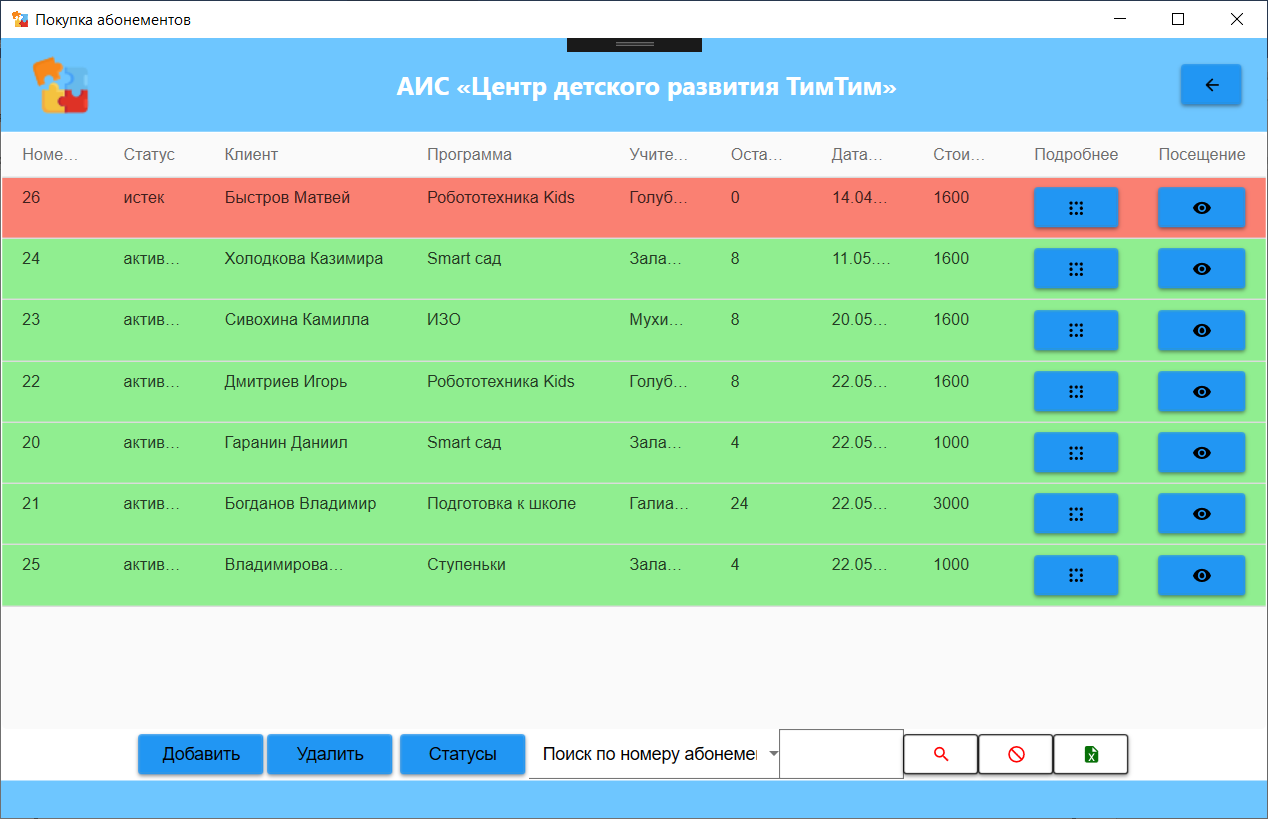 Покупка абонементов
АИС «Центр детского развития ТимТим»
Номе... Статус Клиент Программа Учите... Оста... Дата... Стои... Подробнее Посещение
26 истек Быстров Матвей Робототехника Kids Голуб... 0 14.04... 1600
24 актив... Холодкова Казимира Smart сад Зала... 8 11.05.... 1600
23 актив... Сивохина Камилла ИЗО Мухи... 8 20.05... 1600
22 актив... Дмитриев Игорь Робототехника Kids Голуб... 8 22.05... 1600
20 актив... Гаранин Даниил Smart сад Зала... 4 22.05... 1000
21 актив... Богданов Владимир Подготовка к школе Галиа... 24 22.05... 3000
25 актив... Владимирова... Ступеньки Зала... 4 22.05... 1000
Добавить Удалить Статусы Поиск по номеру абонемен